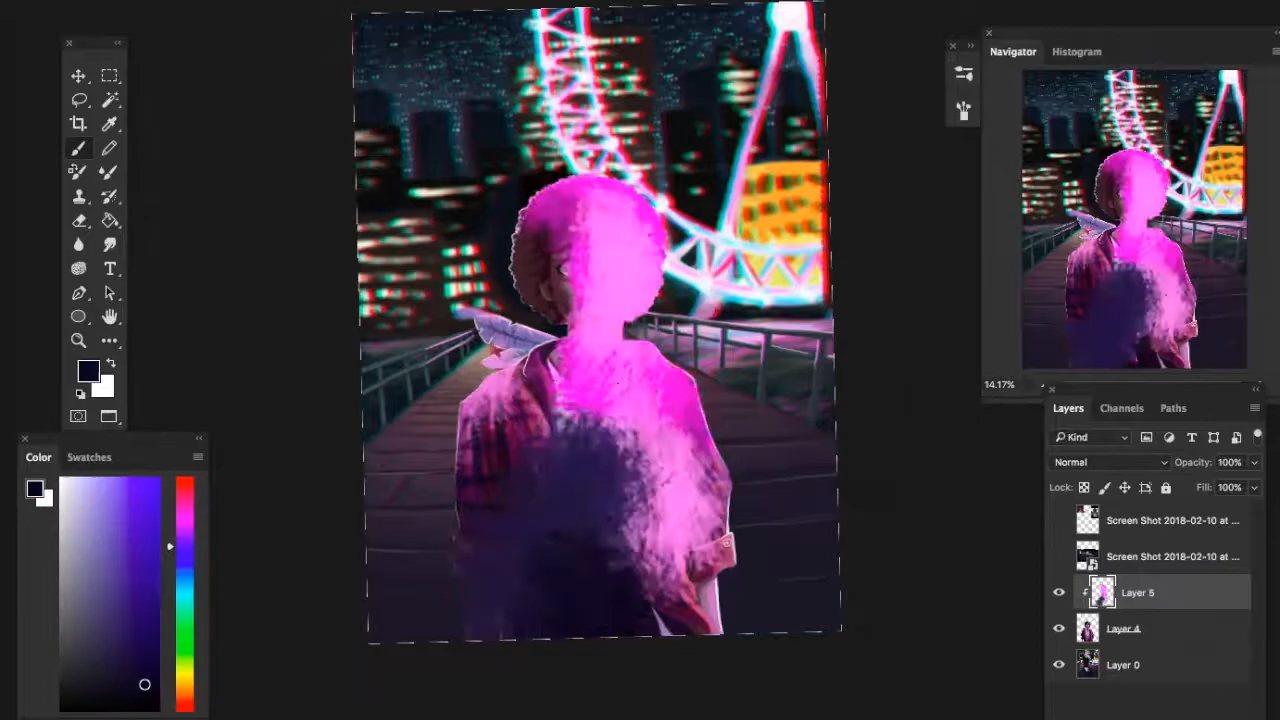 Navigator Histogram
14.17%
Layers Channels Paths
Kind
Normal Opacity: 100%
Lock: Fill: 100%
Screen Shot 2018-02-10 at ...
Screen Shot 2018-02-10 at ...
Layer 5
Layer 4
Layer 0
Color Swatches